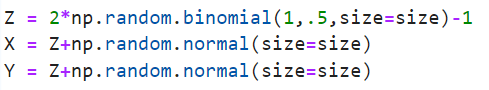 Z = 2*np.random.binomial(1,.5,size=size)-1
X = Z+np.random.normal(size=size)
Y = Z+np.random.normal(size=size)